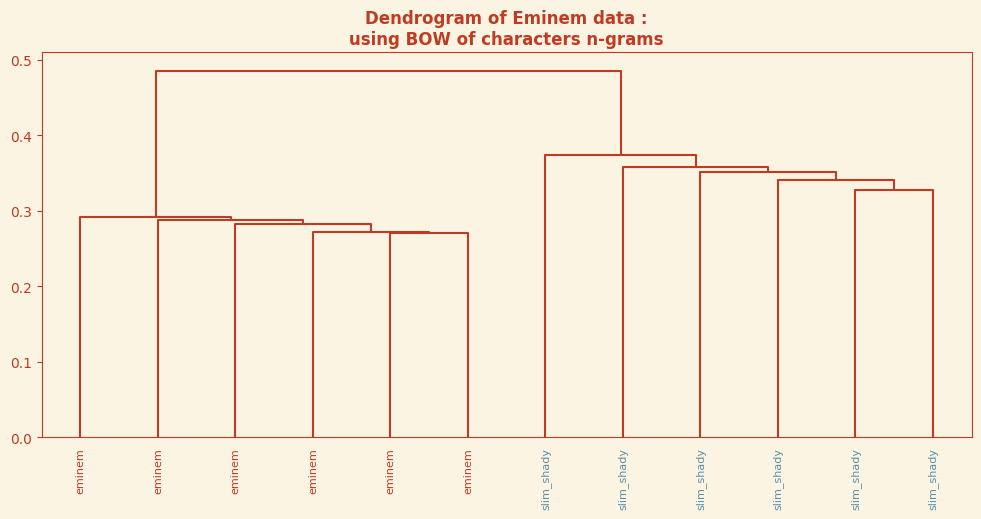 Dendrogram of Eminem data :
using BOW of characters n-grams
0.5
0.4
0.3
0.2
0.1
0.0
eminem
eminem
eminem
eminem
eminem
eminem
slim_shady
slim_shady
slim_shady
slim_shady
slim_shady
slim_shady